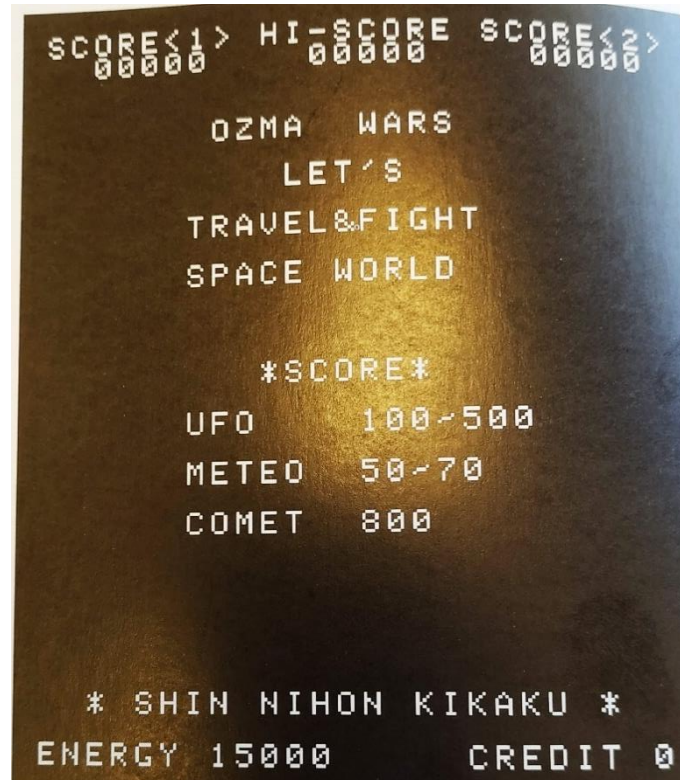 SCORE<1> HI-SCORE SCORE<2>
00000 00000 00000
OZMA WARS
LET'S
TRAVEL&FIGHT
SPACE WORLD
*SCORE*
UFO 100~500
METEO 50~70
COMET 800
* SHIN NIHON KIKAKU *
ENERGY 15000 CREDIT 0